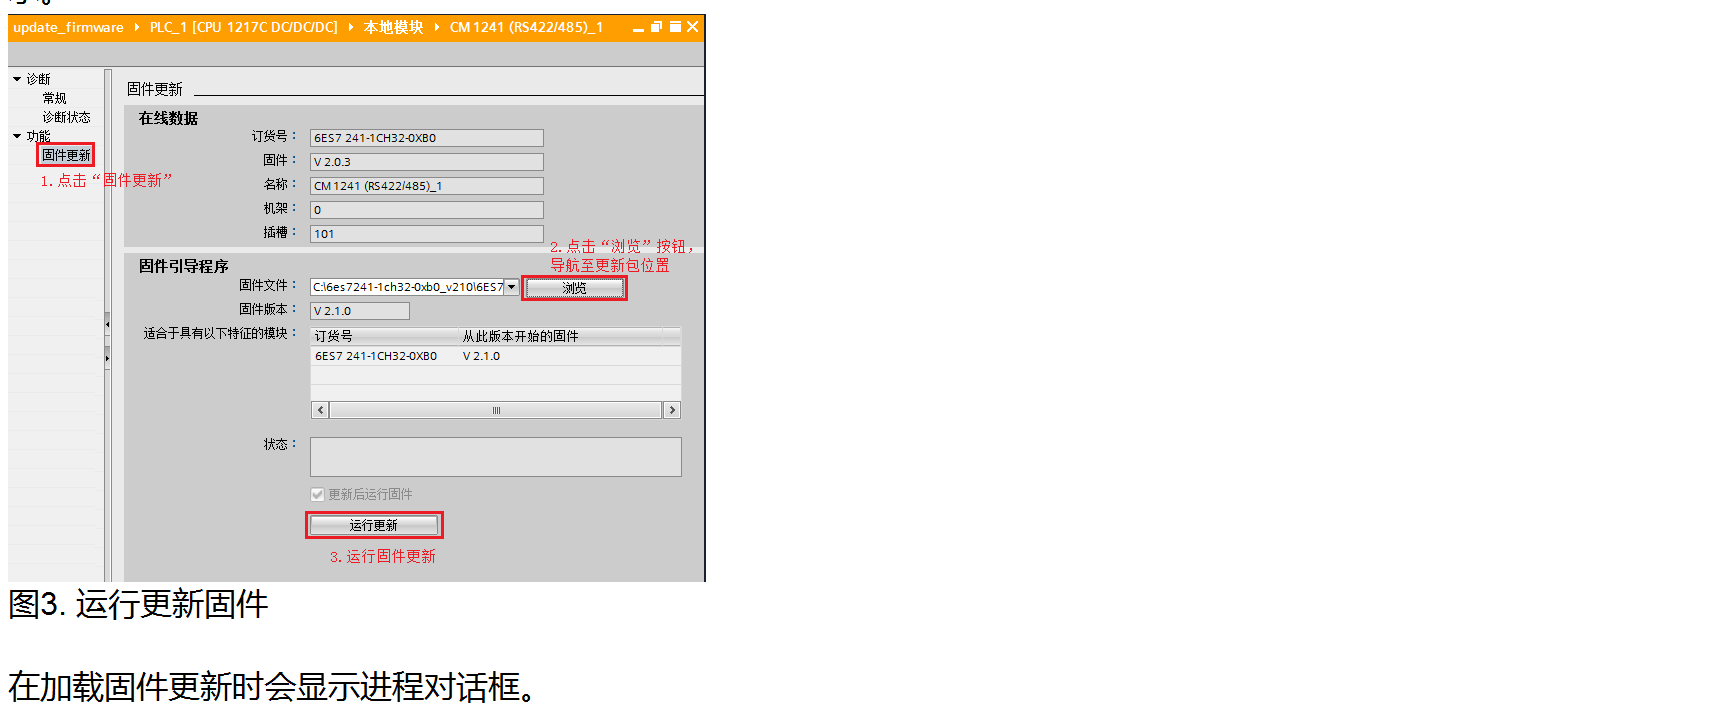 update_firmware ▸ PLC_1 [CPU 1217C DC/DC/DC] ▸ 本地模块 ▸ CM 1241 (RS422/485)_1
诊断
常规
诊断状态
功能
固件更新
1. 点击“固件更新”
固件更新
在线数据
订货号： 6ES7 241-1CH32-0XB0
固件： V 2.0.3
名称： CM 1241 (RS422/485)_1
机架： 0
插槽： 101
2. 点击“浏览”按钮，
导航至更新包位置
固件引导程序
固件文件： C:\6es7241-1ch32-0xb0_v210\6ES7 浏览
固件版本： V 2.1.0
适合于具有以下特征的模块： 订货号 从此版本开始的固件
6ES7 241-1CH32-0XB0 V 2.1.0
状态：
更新后运行固件
运行更新
3. 运行固件更新
图3. 运行更新固件
在加载固件更新时会显示进程对话框。